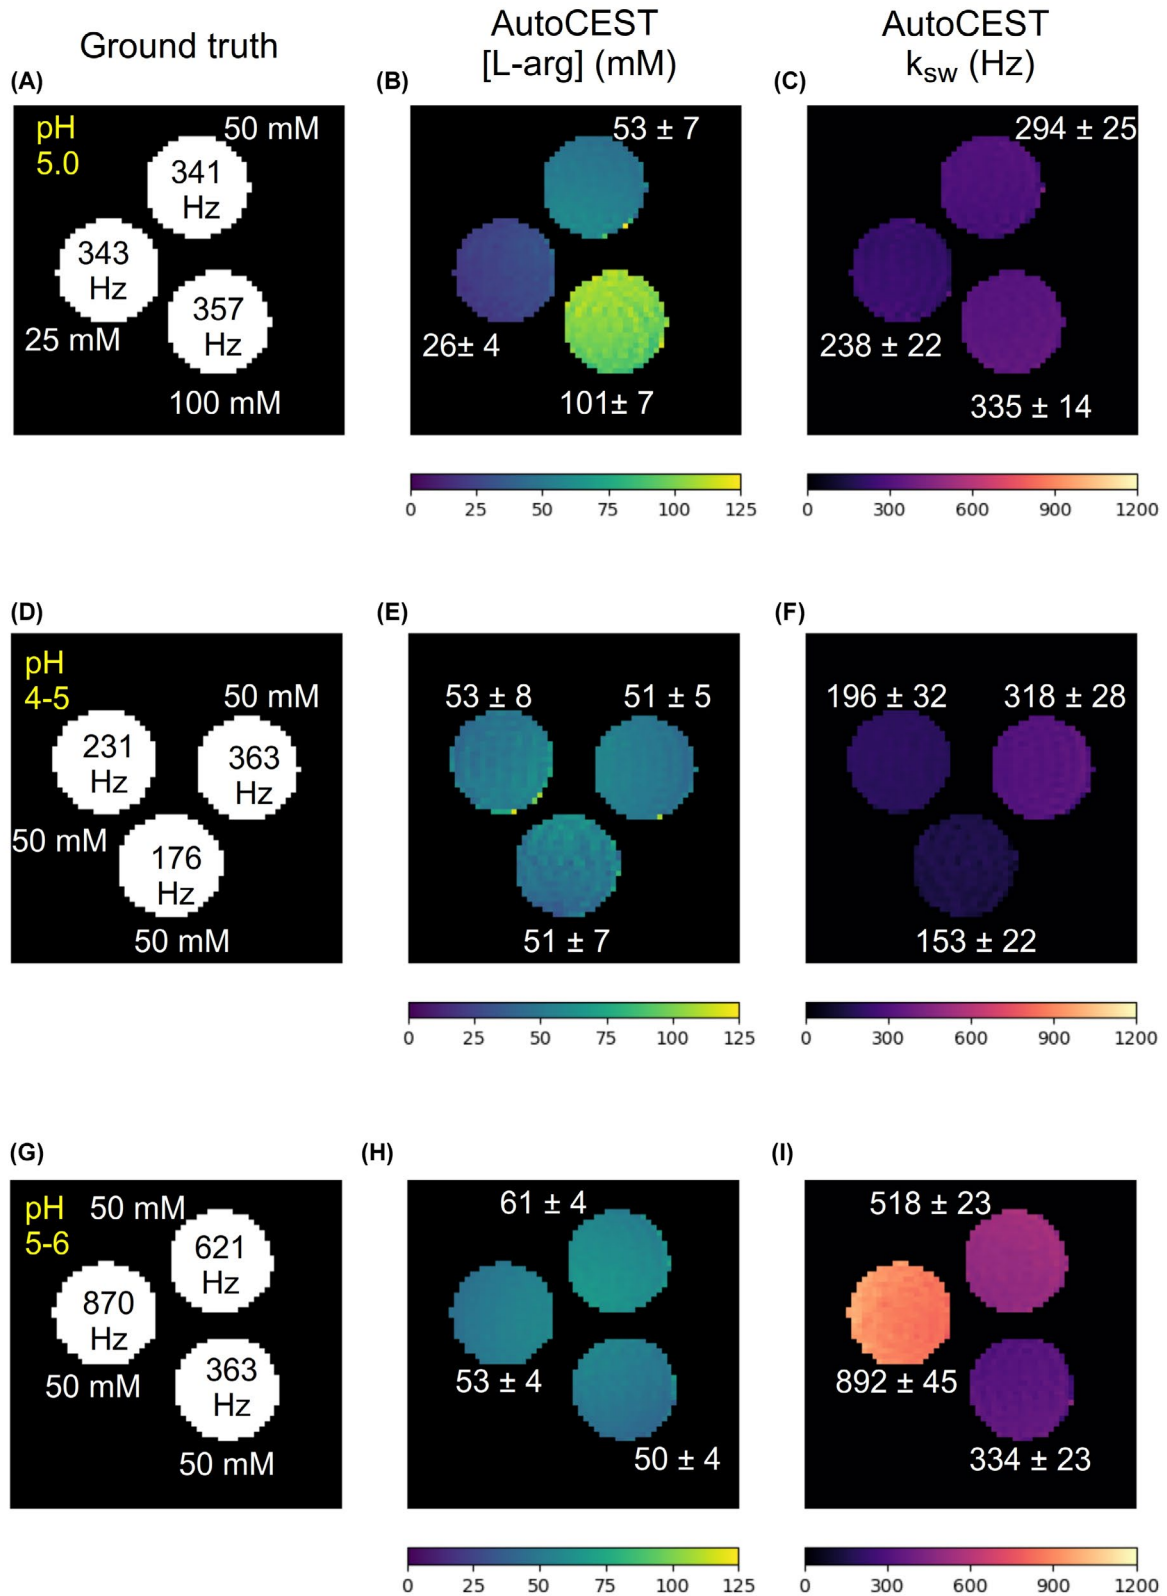 Ground truth
AutoCEST
[L-arg] (mM)
AutoCEST
ksw (Hz)
(A)
pH
5.0
50 mM
341
Hz
343
Hz
357
Hz
25 mM
100 mM
(B)
53 ± 7
26± 4
101± 7
0 25 50 75 100 125
(C)
294 ± 25
238 ± 22
335 ± 14
0 300 600 900 1200
(D)
pH
4-5
50 mM
231
Hz
363
Hz
50 mM
176
Hz
50 mM
(E)
53 ± 8
51 ± 5
51 ± 7
0 25 50 75 100 125
(F)
196 ± 32
318 ± 28
153 ± 22
0 300 600 900 1200
(G)
pH
5-6
50 mM
621
Hz
870
Hz
363
Hz
50 mM
50 mM
(H)
61 ± 4
53 ± 4
50 ± 4
0 25 50 75 100 125
(I)
518 ± 23
892 ± 45
334 ± 23
0 300 600 900 1200